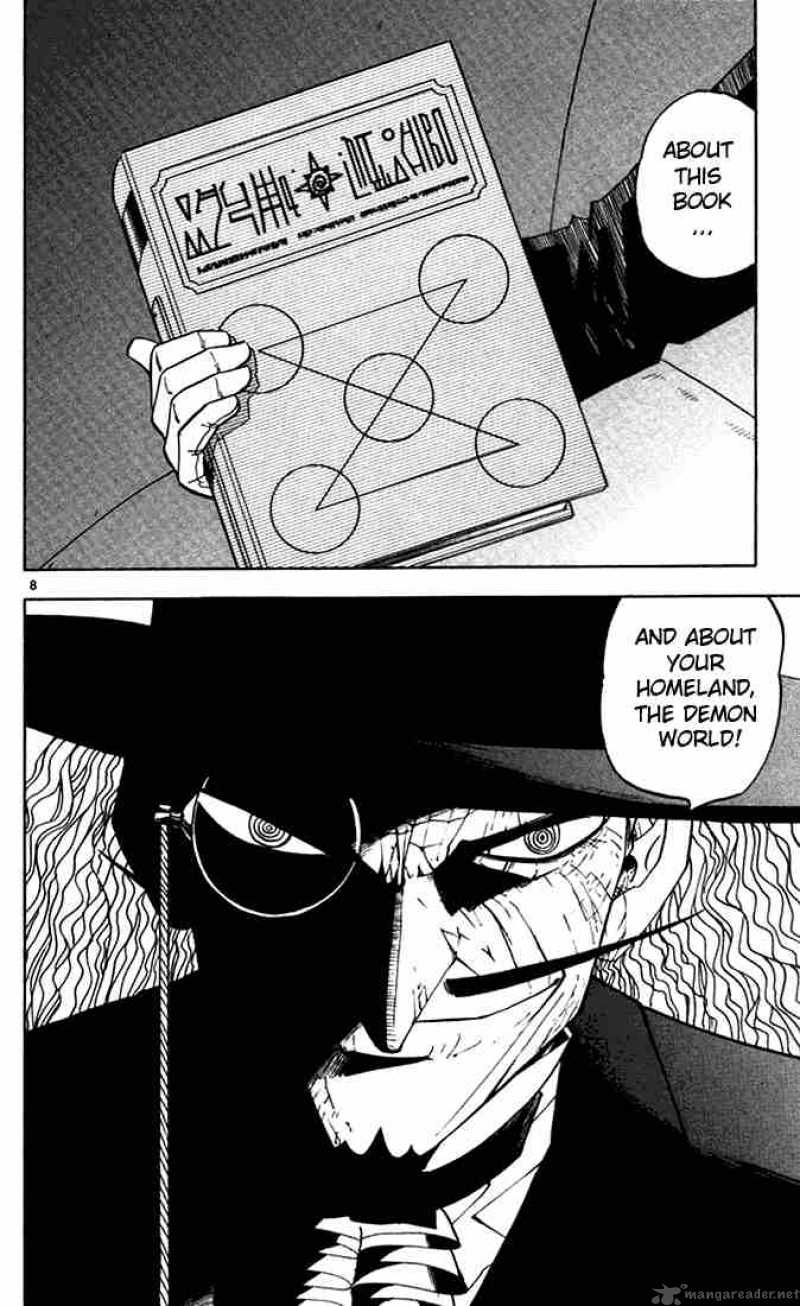 ABOUT
THIS
BOOK
...
8
AND ABOUT
YOUR
HOMELAND,
THE DEMON
WORLD!
mangareader.net